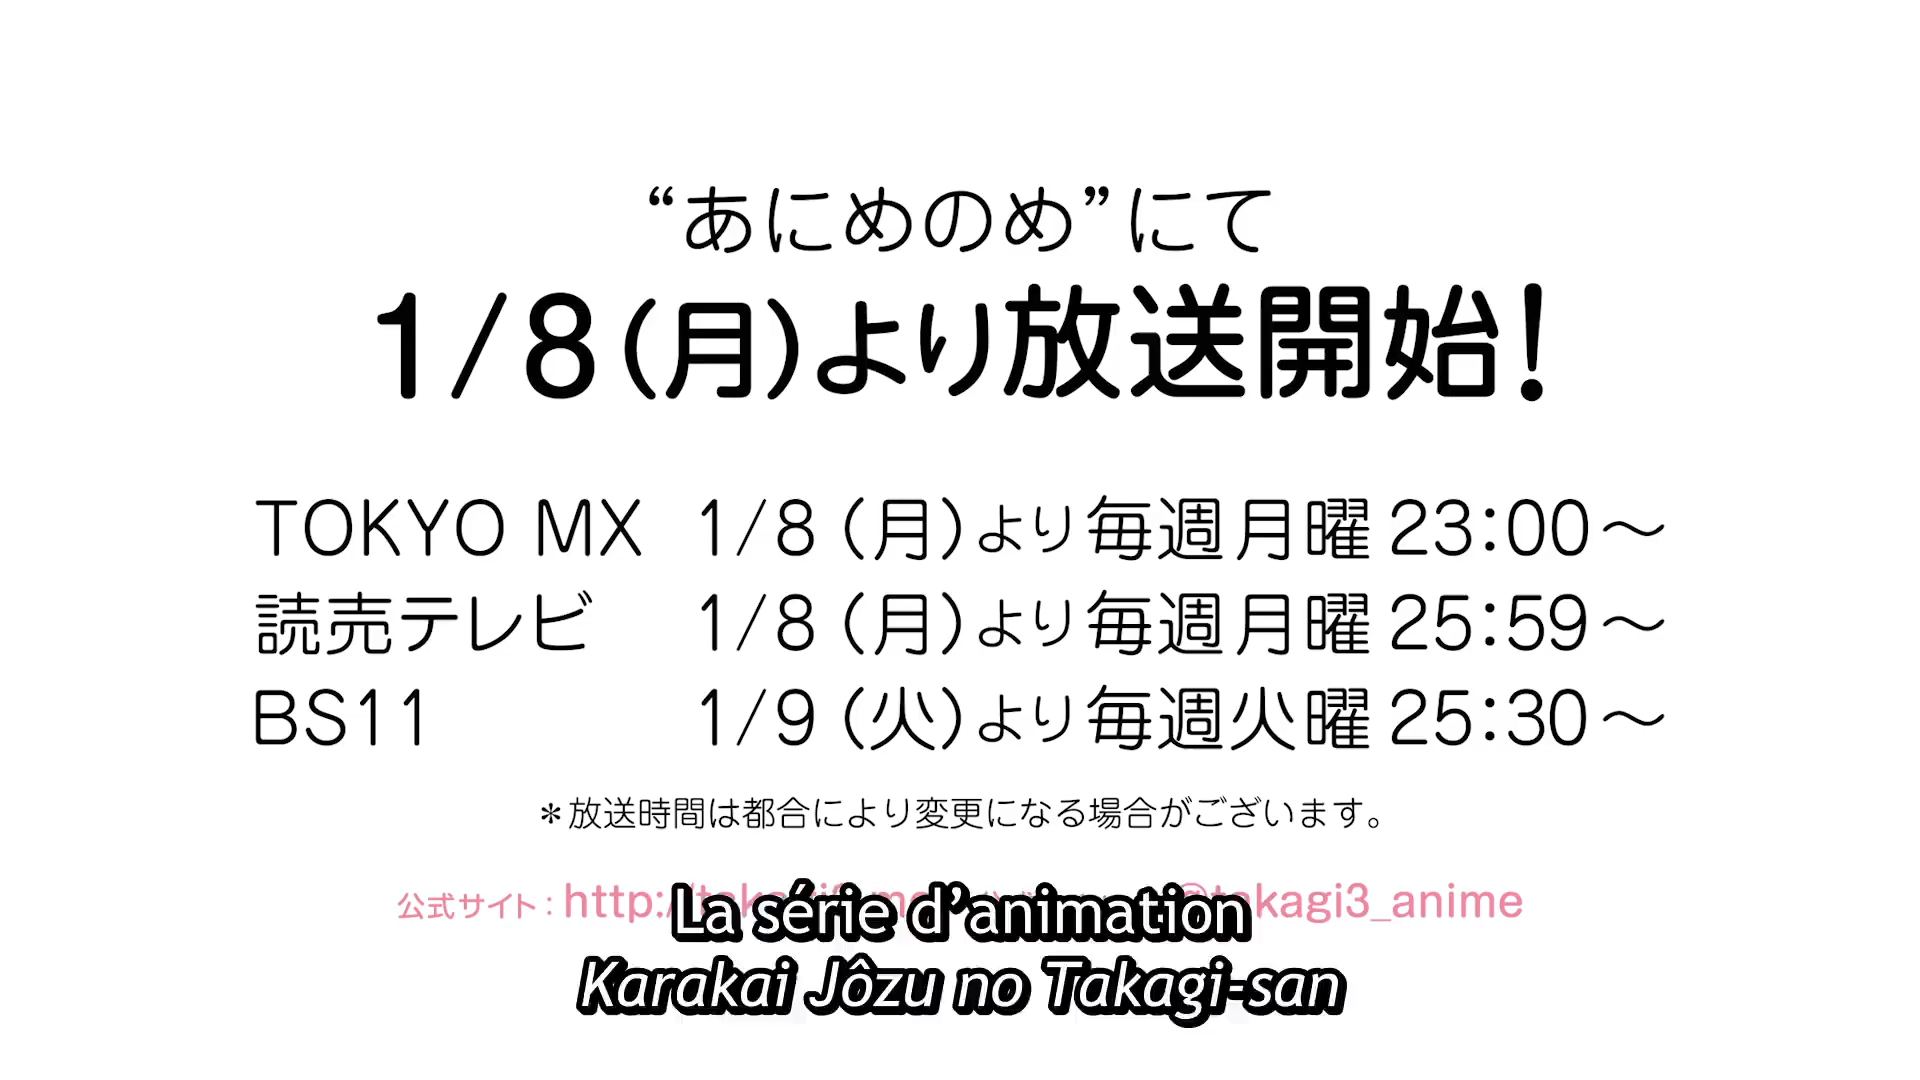 “あにめのめ”にて
1/8(月)より放送開始!
TOKYO MX 1/8(月)より毎週月曜23:00〜
読売テレビ 1/8(月)より毎週月曜25:59〜
BS11 1/9(火)より毎週火曜25:30〜
＊放送時間は都合により変更になる場合がございます。
公式サイト：
takagi3_anime
La série d’animation
Karakai Jôzu no Takagi-san